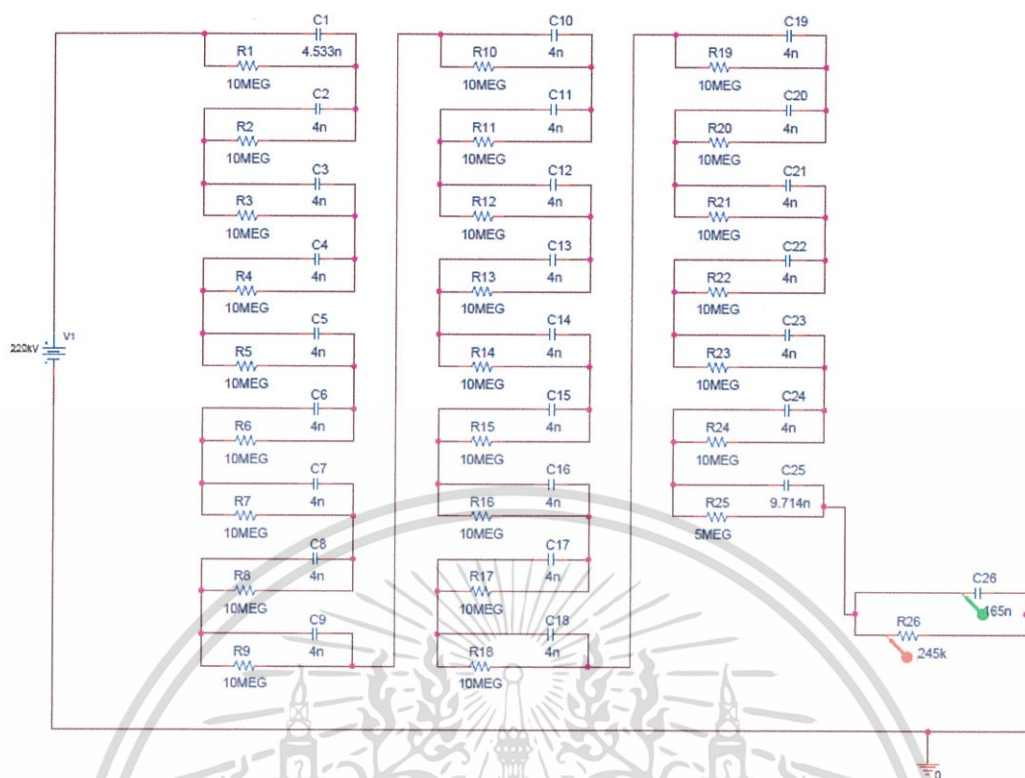 C1
R1
4.533n
10MEG
C2
R2
4n
10MEG
C3
R3
4n
10MEG
C4
R4
4n
10MEG
C5
R5
4n
10MEG
C6
R6
4n
10MEG
C7
R7
4n
10MEG
C8
R8
4n
10MEG
C9
R9
4n
10MEG
V1
220kV
C10
R10
4n
10MEG
C11
R11
4n
10MEG
C12
R12
4n
10MEG
C13
R13
4n
10MEG
C14
R14
4n
10MEG
C15
R15
4n
10MEG
C16
R16
4n
10MEG
C17
R17
4n
10MEG
C18
R18
4n
10MEG
C19
R19
4n
10MEG
C20
R20
4n
10MEG
C21
R21
4n
10MEG
C22
R22
4n
10MEG
C23
R23
4n
10MEG
C24
R24
4n
10MEG
C25
R25
9.714n
5MEG
C26
165n
R26
245k
0